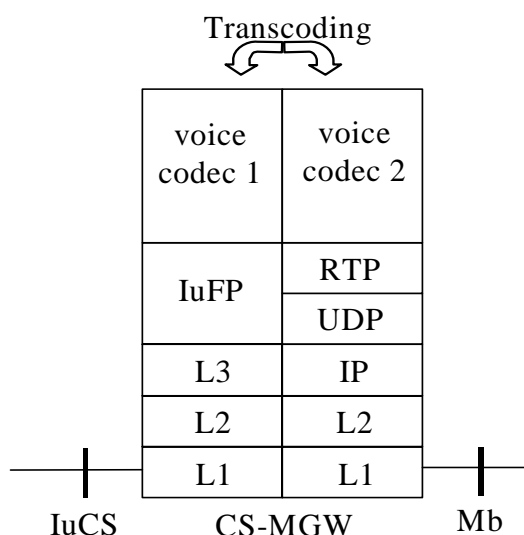 Transcoding
voice
codec 1
voice
codec 2
IuFP
RTP
UDP
L3
IP
L2
L2
L1
L1
IuCS
CS-MGW
Mb